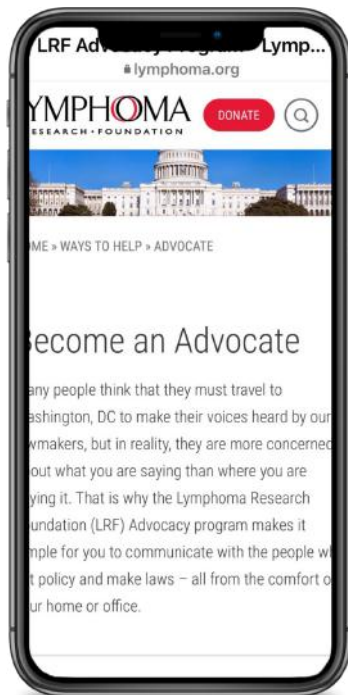 LRF Advocacy Program - Lymp...
lymphoma.org
YMPHOMA
RESEARCH • FOUNDATION
DONATE
OME » WAYS TO HELP » ADVOCATE
Become an Advocate
any people think that they must travel to
ashington, DC to make their voices heard by our
wmakers, but in reality, they are more concerned
out what you are saying than where you are
ying it. That is why the Lymphoma Research
undation (LRF) Advocacy program makes it
mple for you to communicate with the people wh
t policy and make laws – all from the comfort o
ur home or office.